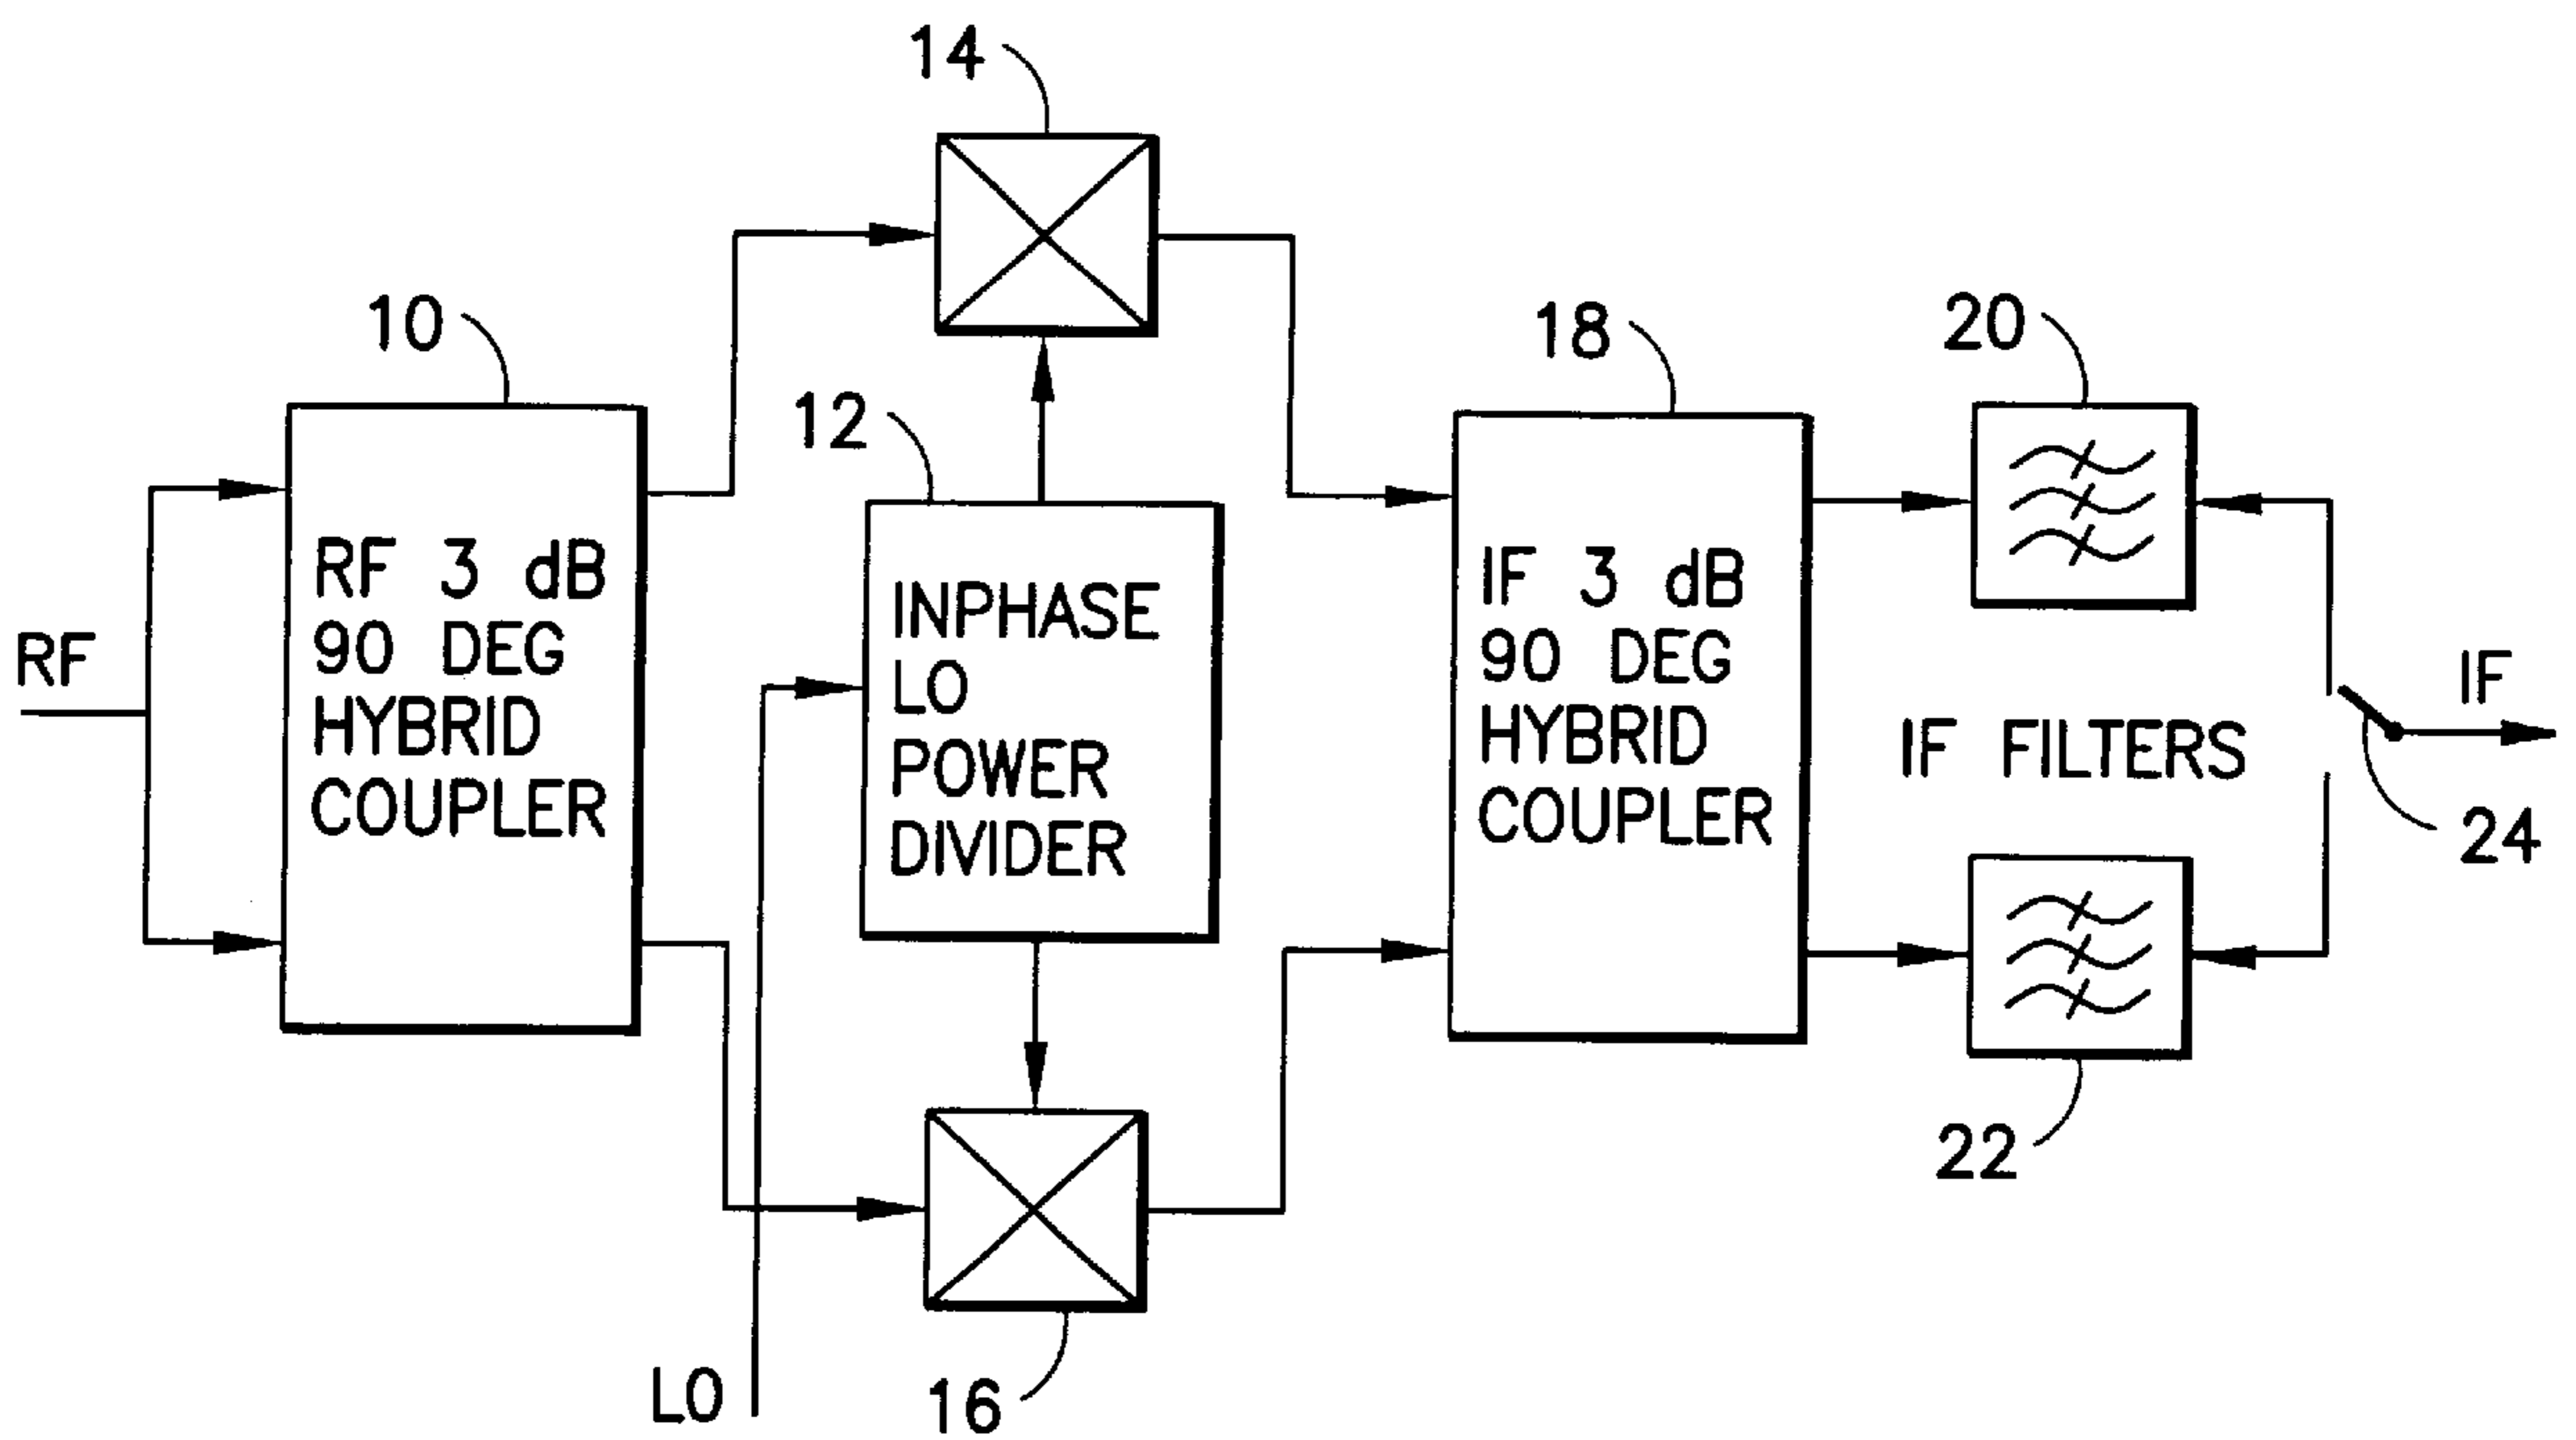 14
10
18
20
12
RF 3 dB
90 DEG
HYBRID
COUPLER
INPHASE
LO
POWER
DIVIDER
IF 3 dB
90 DEG
HYBRID
COUPLER
RF
IF
IF FILTERS
24
22
LO
16